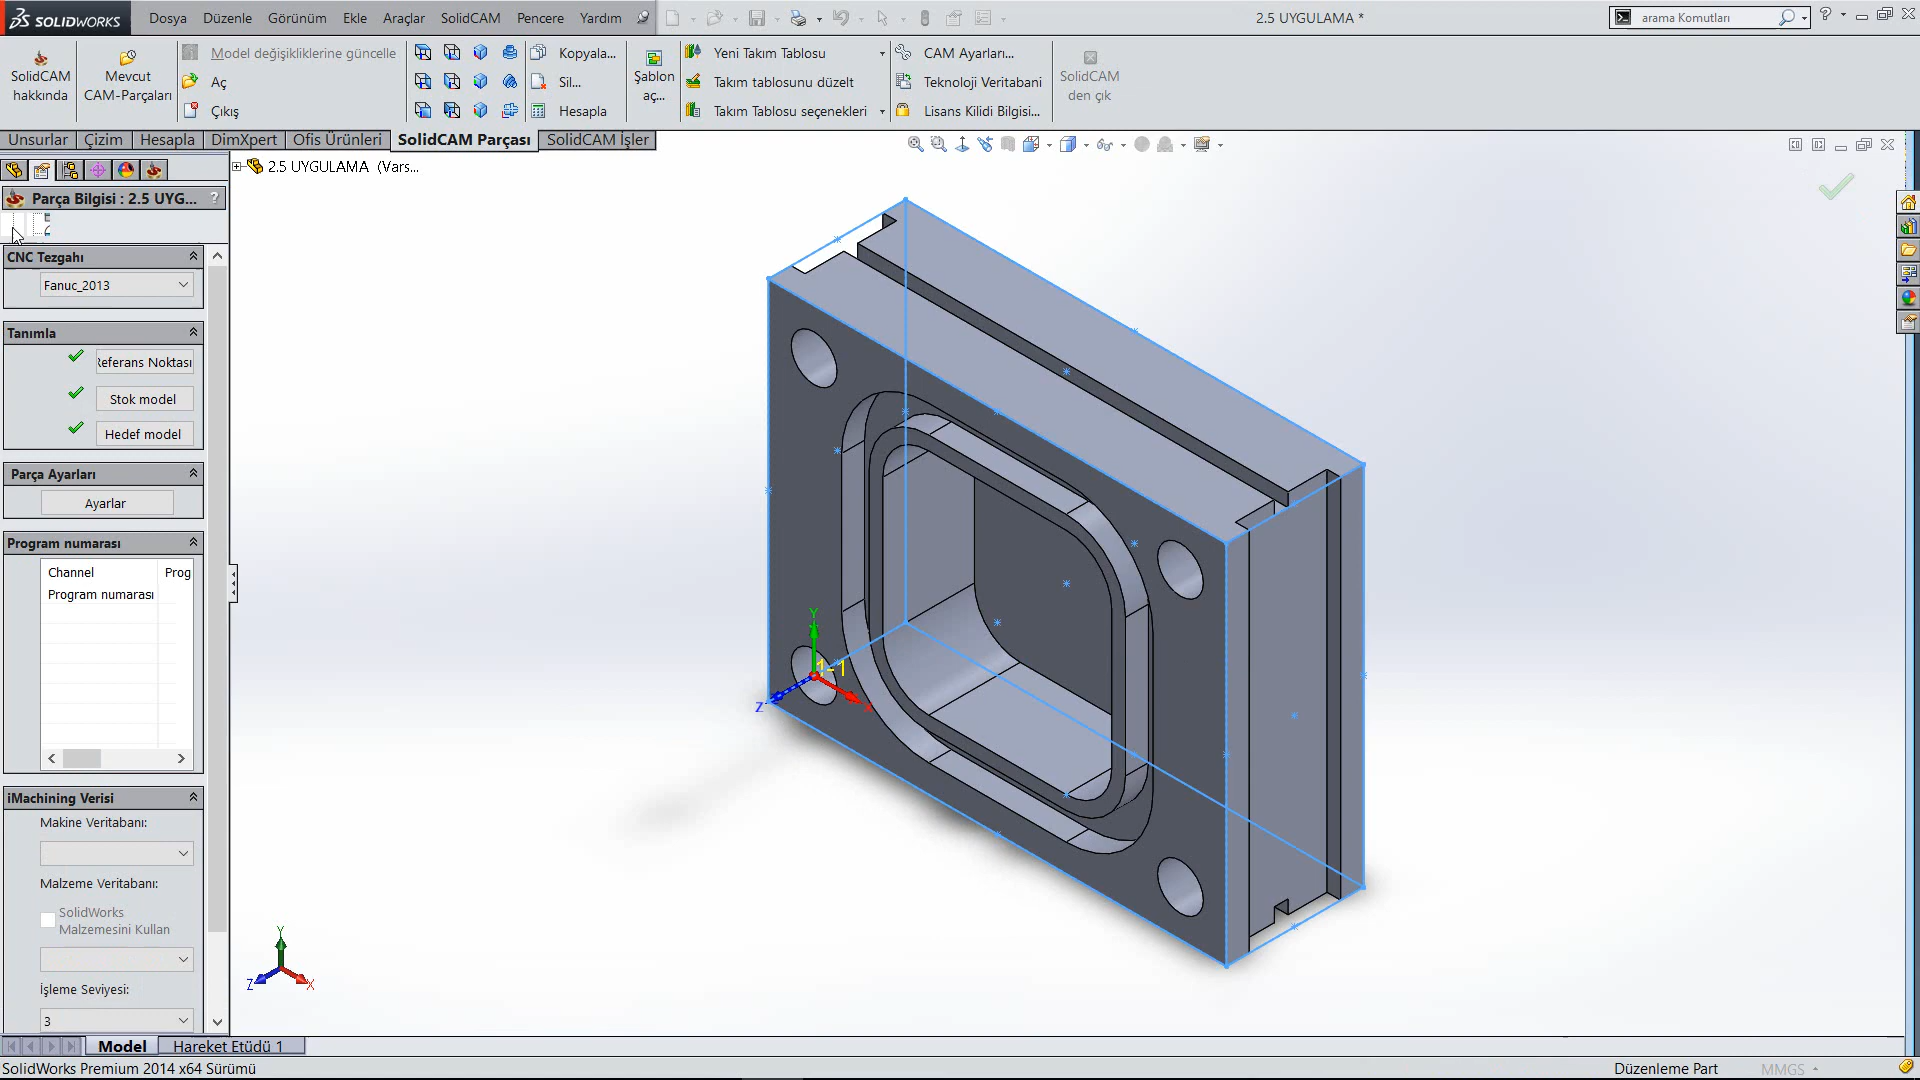 SOLIDWORKS
Dosya Düzenle Görünüm Ekle Araçlar SolidCAM Pencere Yardım
2.5 UYGULAMA *
arama Komutları
SolidCAM hakkında
Mevcut CAM-Parçaları
Model değişikliklerine güncelle
Aç
Çıkış
Kopyala...
Sil...
Hesapla
Şablon aç...
Yeni Takım Tablosu
Takım tablosunu düzelt
Takım Tablosu seçenekleri
CAM Ayarları...
Teknoloji Veritabani
Lisans Kilidi Bilgisi...
SolidCAM den çık
Unsurlar Çizim Hesapla DimXpert Ofis Ürünleri SolidCAM Parçası SolidCAM İşler
2.5 UYGULAMA (Vars...
Parça Bilgisi : 2.5 UYG... ?
CNC Tezgahı
Fanuc_2013
Tanımla
Referans Noktası
Stok model
Hedef model
Parça Ayarları
Ayarlar
Program numarası
Channel Prog
Program numarası
iMachining Verisi
Makine Veritabanı:
Malzeme Veritabanı:
SolidWorks
Malzemesini Kullan
İşleme Seviyesi:
3
Y
1-1
Z X
Y
Z X
Model Hareket Etüdü 1
SolidWorks Premium 2014 x64 Sürümü
Düzenleme Part MMGS